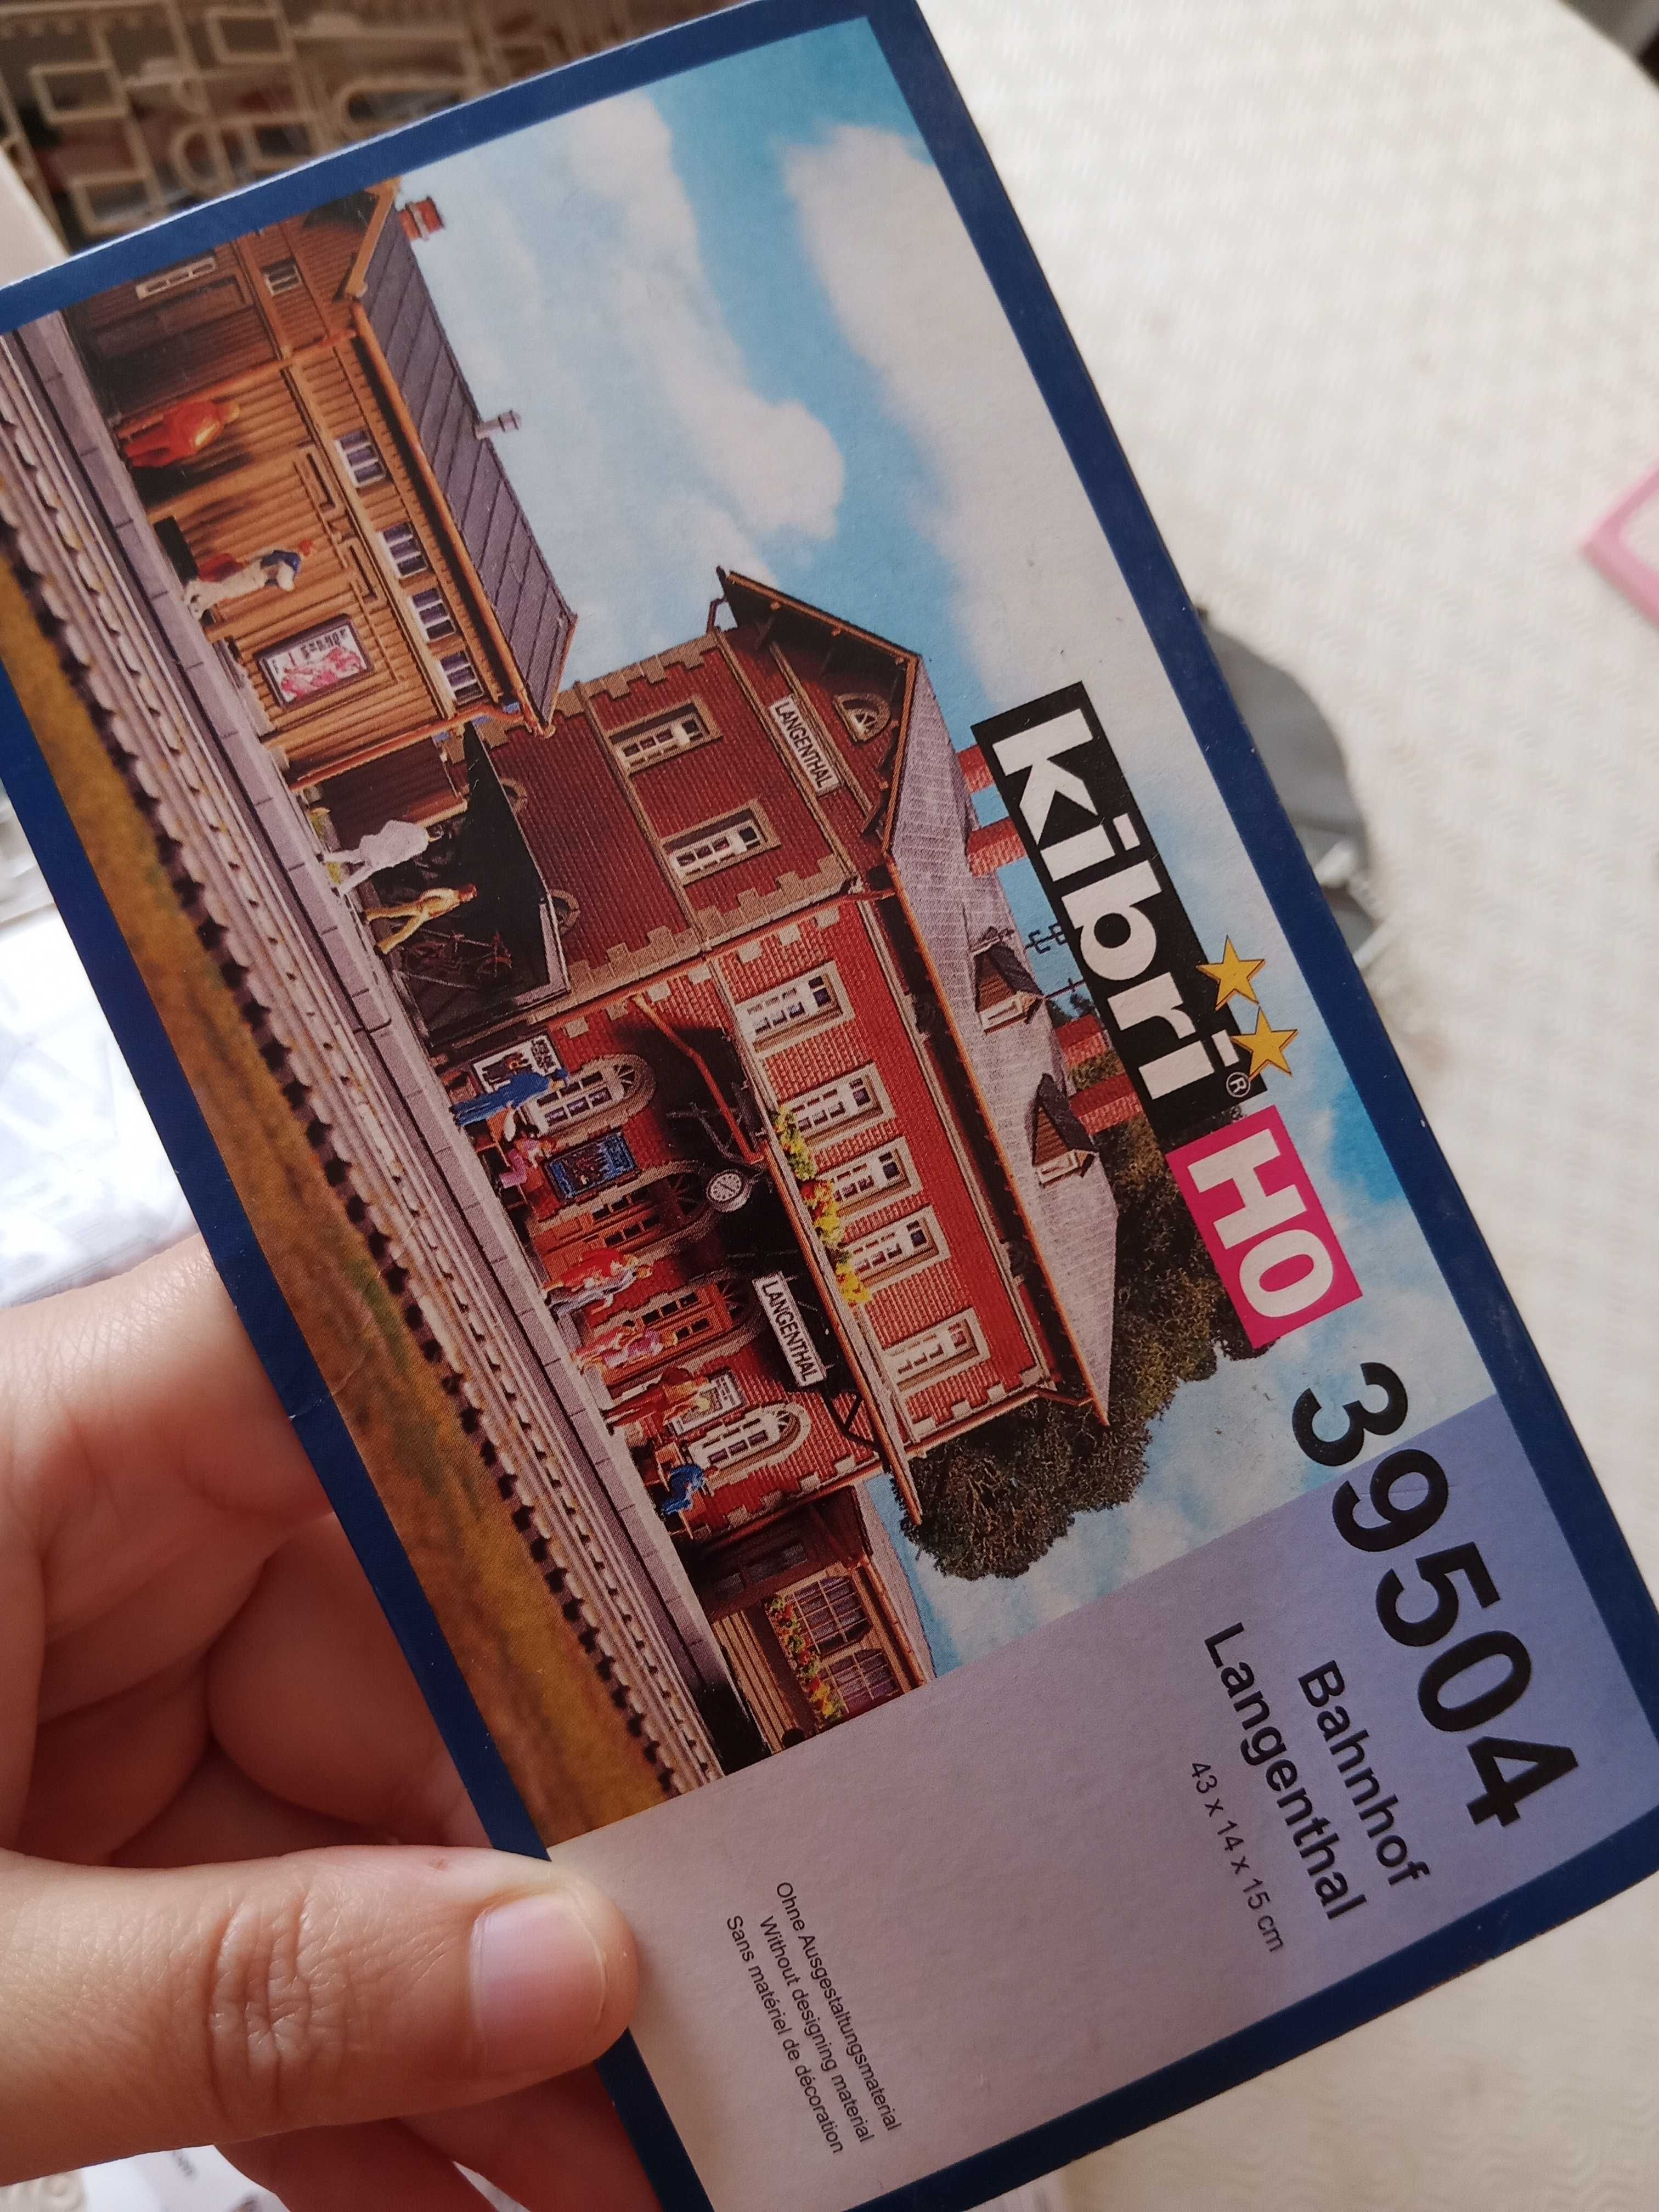 kibri® H0 39504
Bahnhof
Langenthal
43 x 14 x 15 cm
LANGENTHAL
LANGENTHAL
Ohne Ausgestaltungsmaterial
Without designing material
Sans matériel de décoration